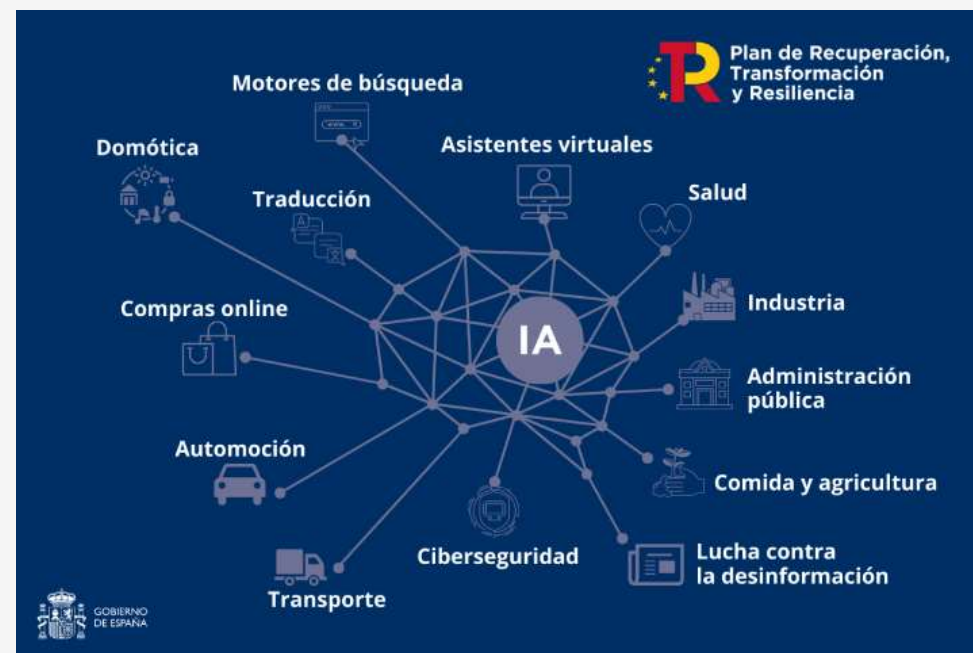 Plan de Recuperación,
Transformación
y Resiliencia
Motores de búsqueda
Asistentes virtuales
Domótica
Traducción
Salud
Compras online
IA
Industria
Administración
pública
Automoción
Comida y agricultura
Ciberseguridad
Lucha contra
la desinformación
Transporte
GOBIERNO
DE ESPAÑA